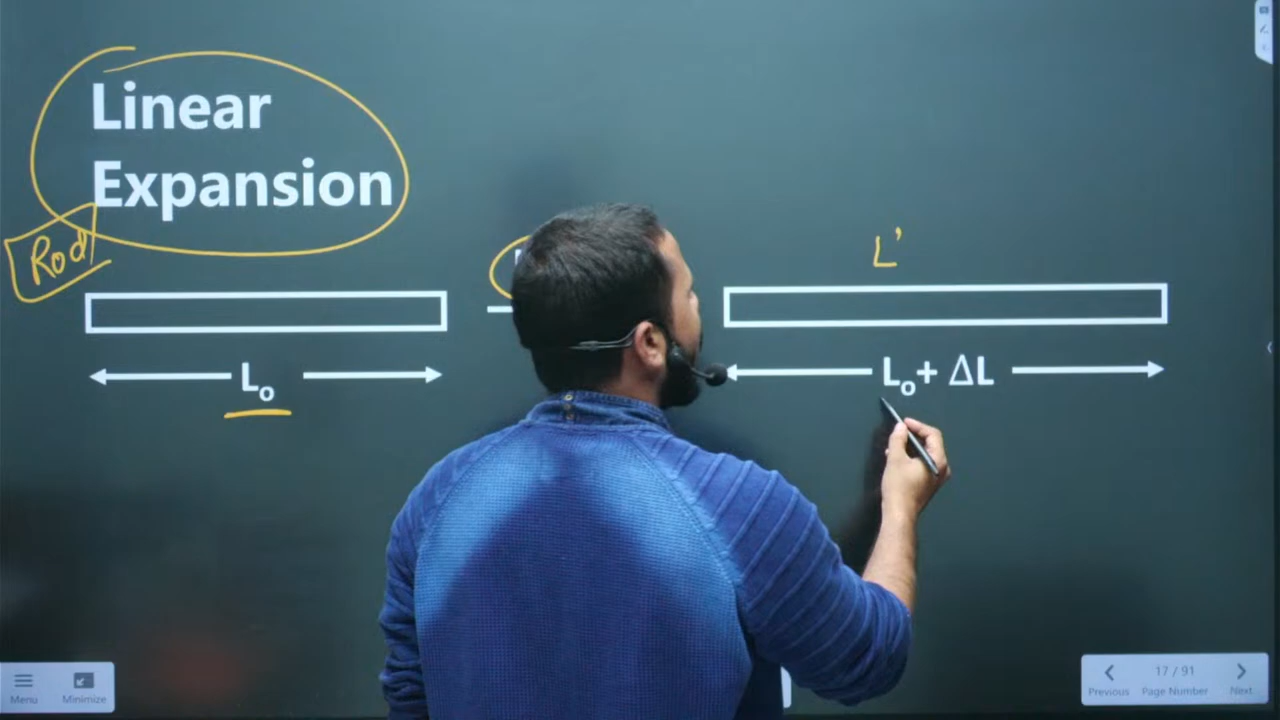 Linear
Expansion
Rod
L'
L₀
L₀+ ΔL
Menu
Minimize
17 / 91
Previous
Page Number
Next